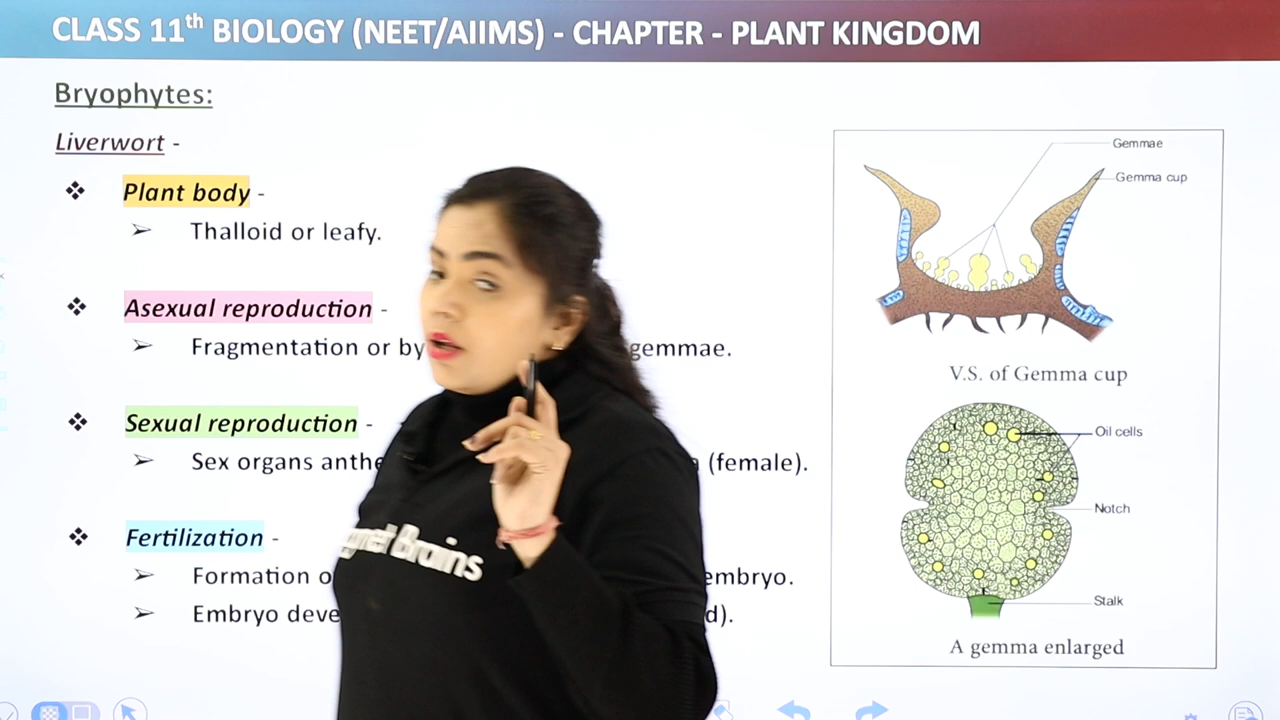 CLASS 11th BIOLOGY (NEET/AIIMS) - CHAPTER - PLANT KINGDOM
Bryophytes:
Liverwort -
Plant body -
Thalloid or leafy.
Asexual reproduction -
Fragmentation or by gemmae.
Sexual reproduction -
Sex organs (female).
Fertilization -
Formation embryo.
Embryo
Brains
Gemmae
Gemma cup
V.S. of Gemma cup
Oil cells
Notch
Stalk
A gemma enlarged